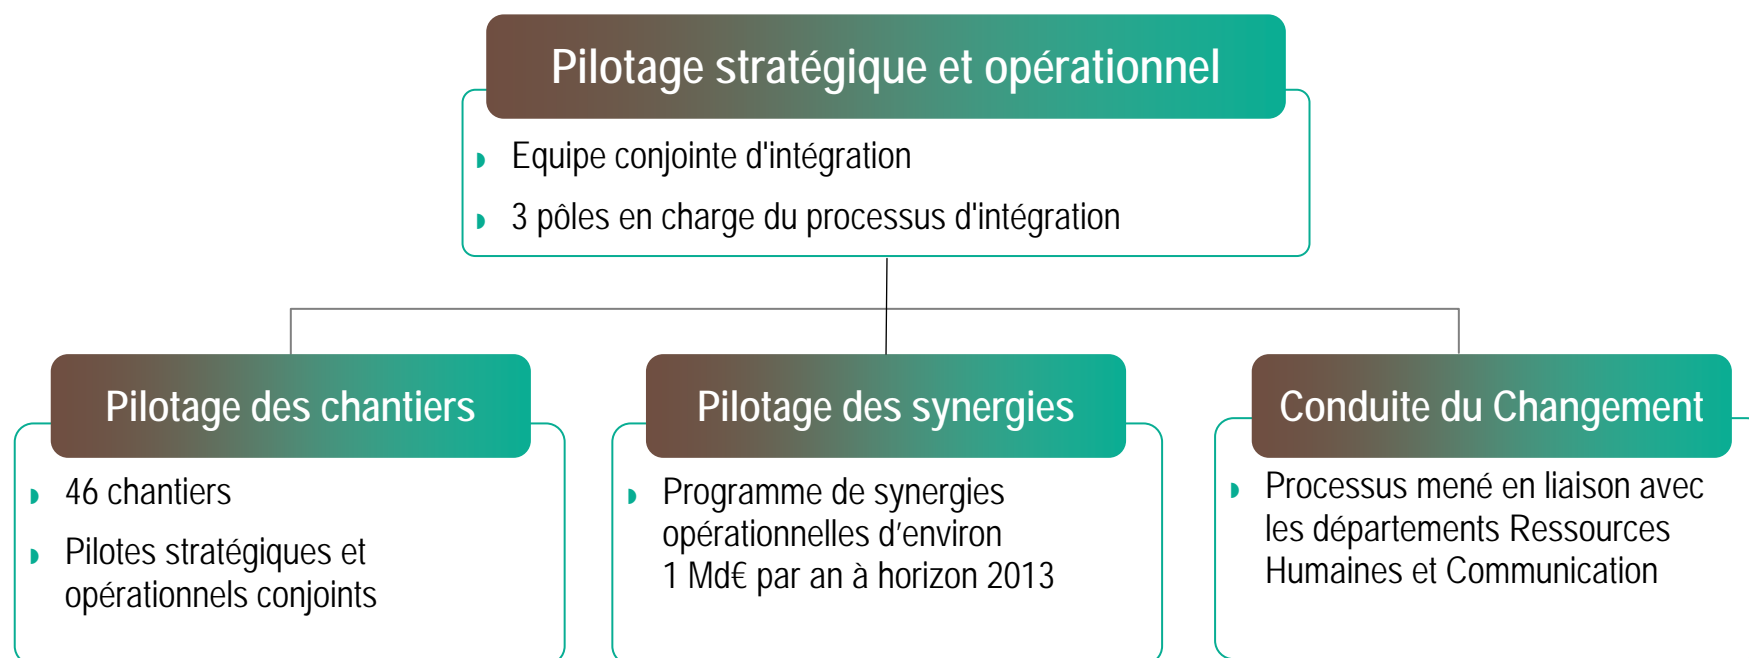 Pilotage stratégique et opérationnel
Equipe conjointe d'intégration
3 pôles en charge du processus d'intégration
Pilotage des chantiers
46 chantiers
Pilotes stratégiques et
opérationnels conjoints
Pilotage des synergies
Programme de synergies
opérationnelles d’environ
1 Md€ par an à horizon 2013
Conduite du Changement
Processus mené en liaison avec
les départements Ressources
Humaines et Communication